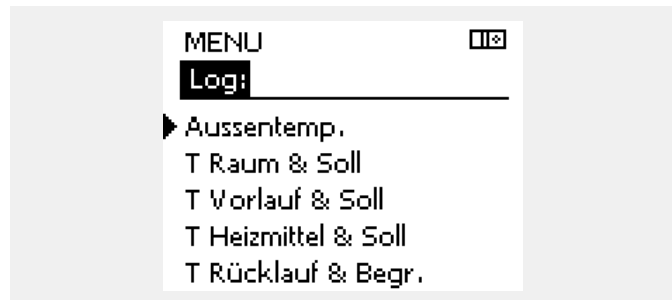 MENU
Log:
Aussentemp.
T Raum & Soll
T Vorlauf & Soll
T Heizmittel & Soll
T Rücklauf & Begr.